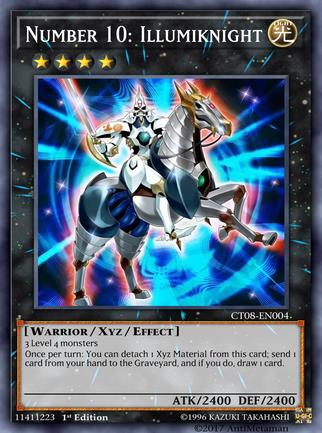 Number 10: Illumiknight
LIGHT
光
CT08-EN004
[Warrior / Xyz / Effect]
3 Level 4 monsters
Once per turn: You can detach 1 Xyz Material from this card; send 1
card from your hand to the Graveyard, and if you do, draw 1 card.
ATK/2400 DEF/2400
11411223 1st Edition ©1996 KAZUKI TAKAHASHI
©2017 AntiMetaman